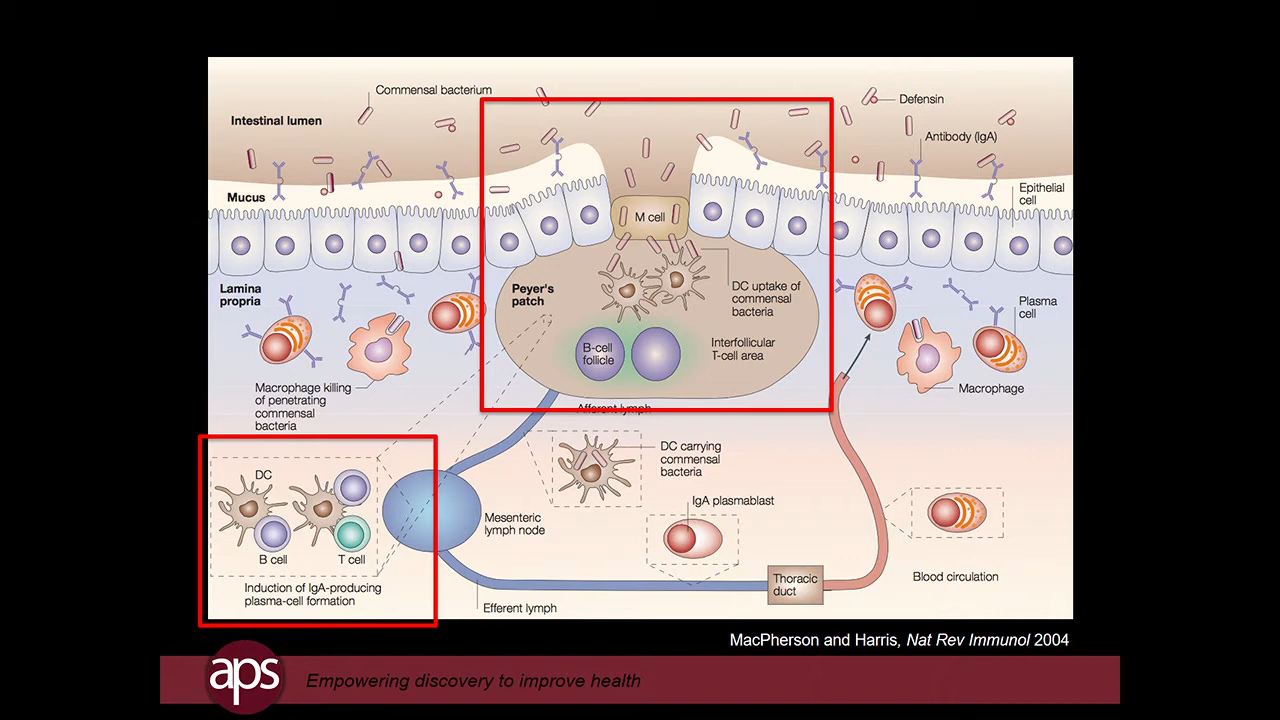 Commensal bacterium
Defensin
Intestinal lumen
Antibody (IgA)
Mucus
Epithelial
cell
M cell
Lamina
propria
Peyer's
patch
DC uptake of
commensal
bacteria
Plasma
cell
B-cell
follicle
Interfollicular
T-cell area
Macrophage killing
of penetrating
commensal
bacteria
Macrophage
Afferent lymph
DC carrying
commensal
bacteria
DC
B cell
T cell
Induction of IgA-producing
plasma-cell formation
Mesenteric
lymph node
IgA plasmablast
Thoracic
duct
Blood circulation
Efferent lymph
MacPherson and Harris, Nat Rev Immunol 2004
aps
Empowering discovery to improve health